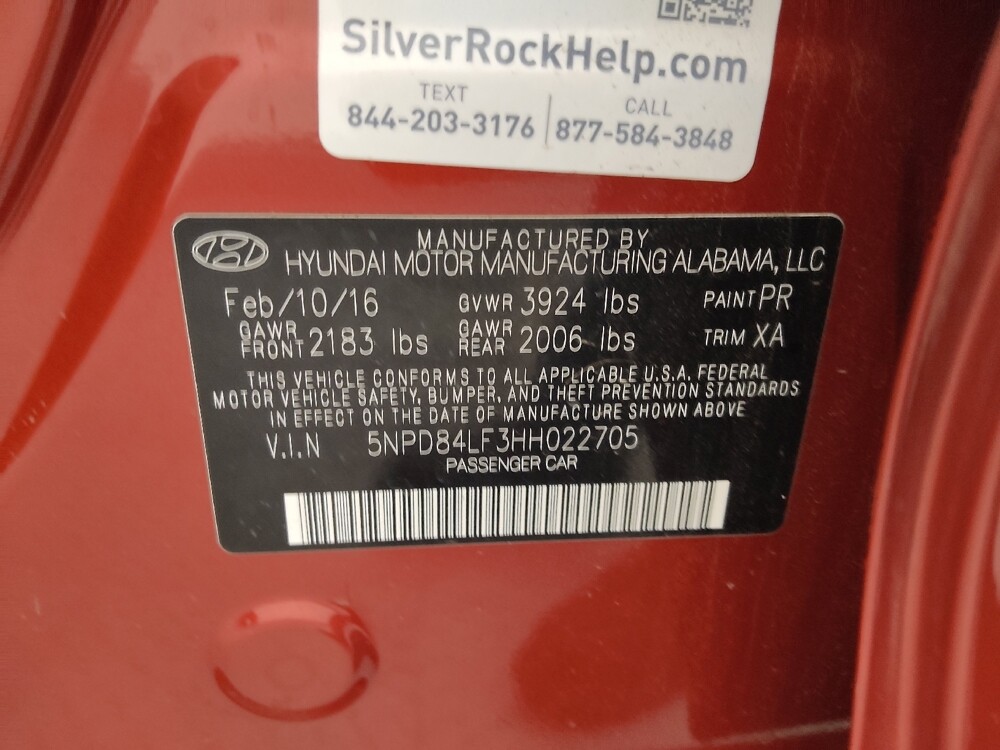 SilverRockHelp.com
TEXT
844-203-3176
CALL
877-584-3848
MANUFACTURED BY
HYUNDAI MOTOR MANUFACTURING ALABAMA, LLC
Feb/10/16 GVWR 3924 lbs PAINT PR
GAWR FRONT 2183 lbs GAWR REAR 2006 lbs TRIM XA
THIS VEHICLE CONFORMS TO ALL APPLICABLE U.S.A. FEDERAL
MOTOR VEHICLE SAFETY, BUMPER, AND THEFT PREVENTION STANDARDS
IN EFFECT ON THE DATE OF MANUFACTURE SHOWN ABOVE
V.I.N 5NPD84LF3HH022705
PASSENGER CAR